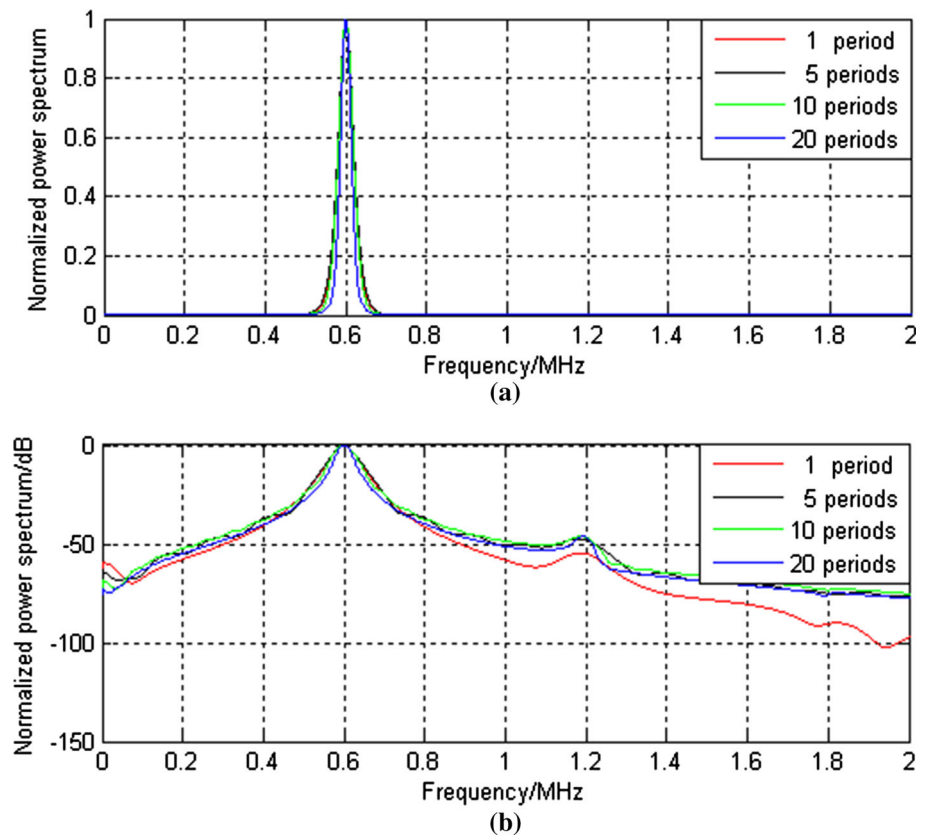 Normalized power spectrum
1
0.8
0.6
0.4
0.2
0
0 0.2 0.4 0.6 0.8 1 1.2 1.4 1.6 1.8 2
1 period
5 periods
10 periods
20 periods
Frequency/MHz
(a)
Normalized power spectrum/dB
0
-50
-100
-150
0 0.2 0.4 0.6 0.8 1 1.2 1.4 1.6 1.8 2
1 period
5 periods
10 periods
20 periods
Frequency/MHz
(b)